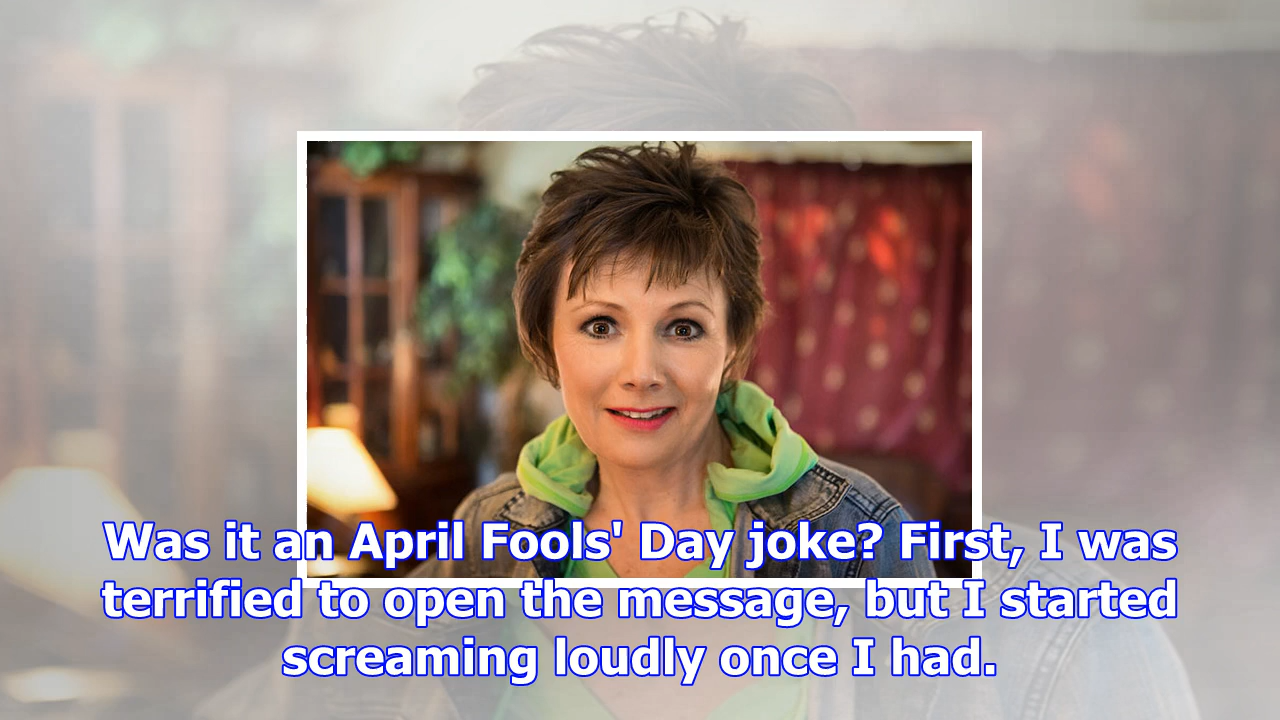 Was it an April Fools' Day joke? First, I was
terrified to open the message, but I started
screaming loudly once I had.